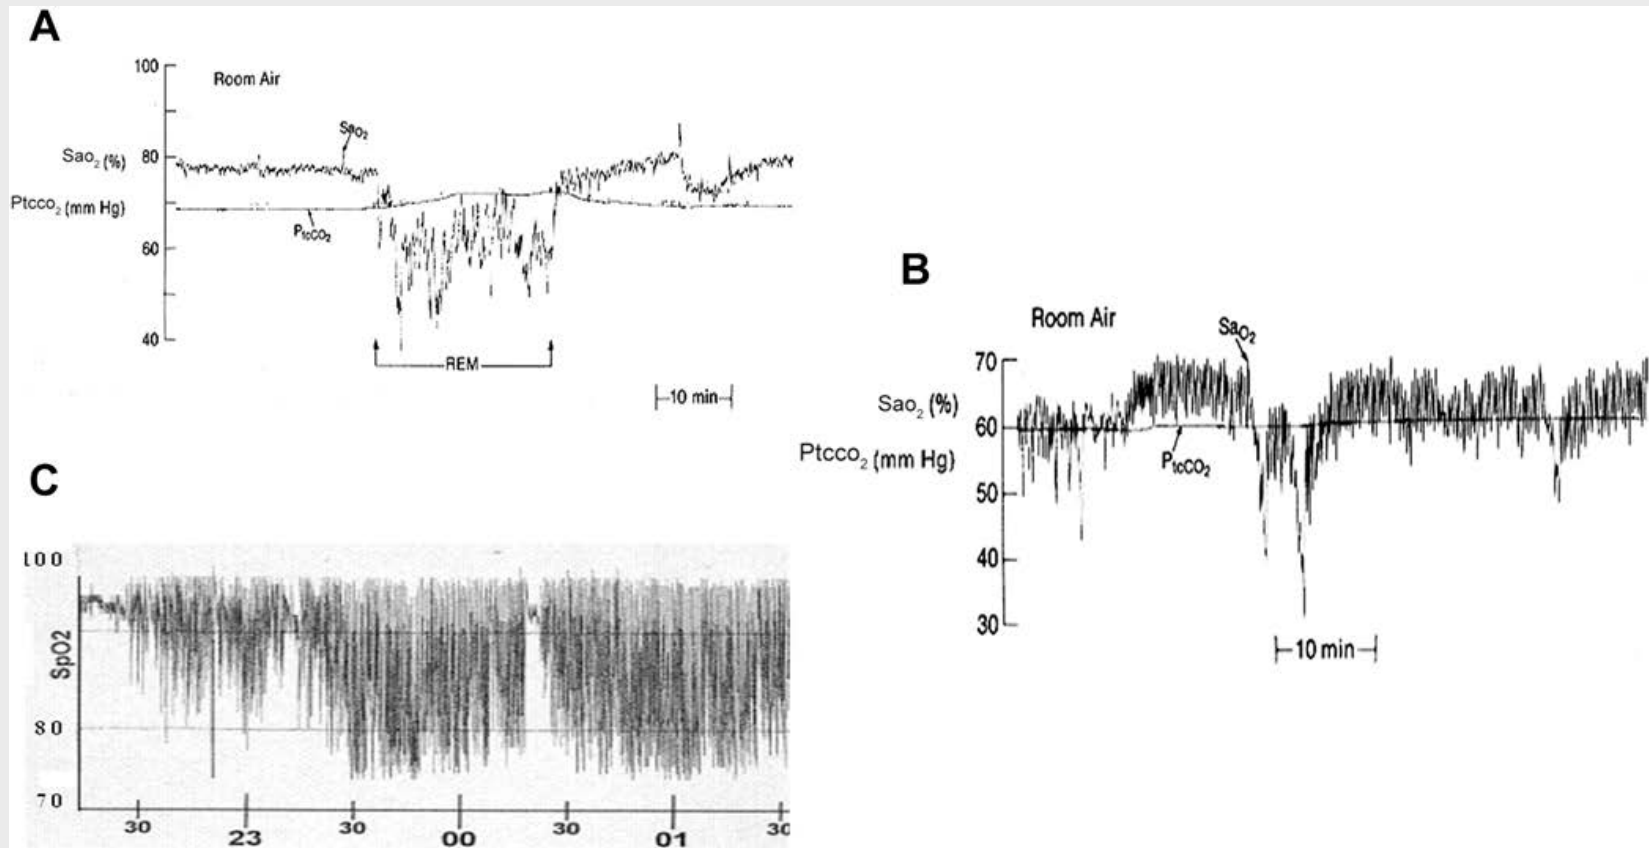 A
100
Room Air
SaO₂
Sao₂ (%)
80
Ptcco₂ (mm Hg)
PtcCO₂
60
40
REM
10 min
B
Room Air
SaO₂
70
Sao₂ (%)
60
Ptcco₂ (mm Hg)
PtcCO₂
50
40
30
10 min
C
100
SpO2
80
70
30 23 30 00 30 01 30